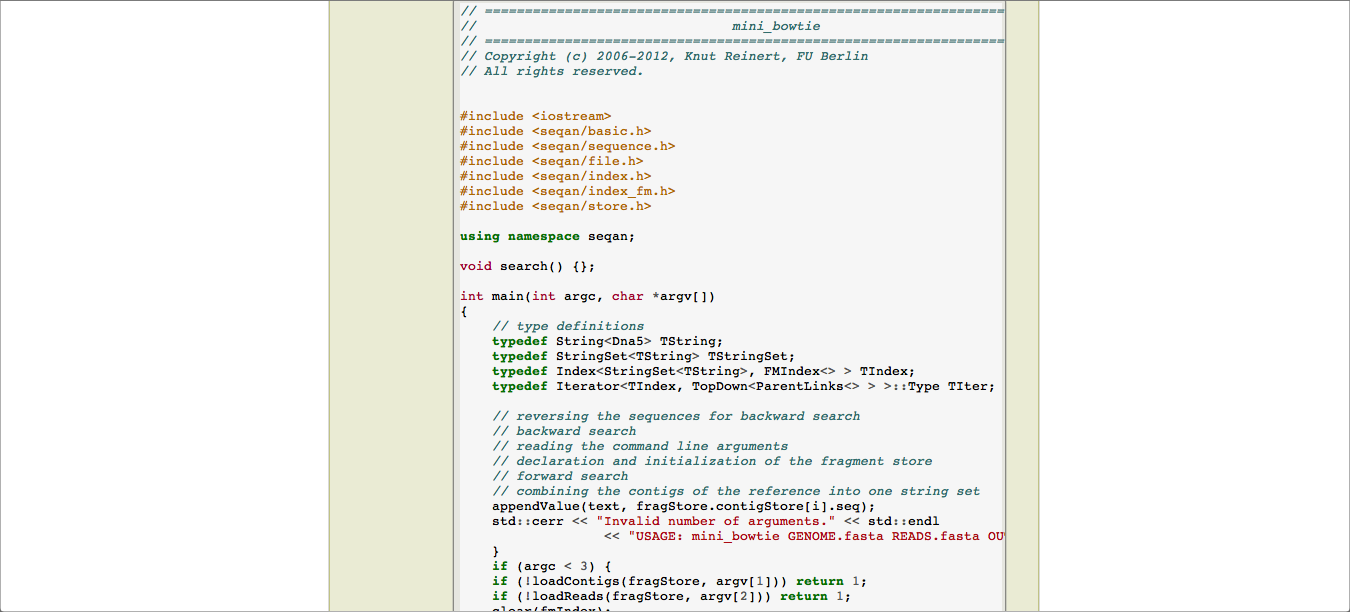 // =================================================================
// mini_bowtie
// =================================================================
// Copyright (c) 2006-2012, Knut Reinert, FU Berlin
// All rights reserved.
#include <iostream>
#include <seqan/basic.h>
#include <seqan/sequence.h>
#include <seqan/file.h>
#include <seqan/index.h>
#include <seqan/index_fm.h>
#include <seqan/store.h>
using namespace seqan;
void search() {};
int main(int argc, char *argv[])
{
// type definitions
typedef String<Dna5> TString;
typedef StringSet<TString> TStringSet;
typedef Index<StringSet<TString>, FMIndex<> > TIndex;
typedef Iterator<TIndex, TopDown<ParentLinks<> > >::Type TIter;
// reversing the sequences for backward search
// backward search
// reading the command line arguments
// declaration and initialization of the fragment store
// forward search
// combining the contigs of the reference into one string set
appendValue(text, fragStore.contigStore[i].seq);
std::cerr << "Invalid number of arguments." << std::endl
<< "USAGE: mini_bowtie GENOME.fasta READS.fasta OU
}
if (argc < 3) {
if (!loadContigs(fragStore, argv[1])) return 1;
if (!loadReads(fragStore, argv[2])) return 1;
clear(fmIndex);